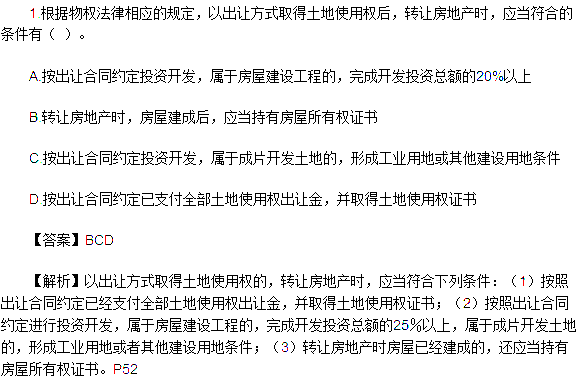 1.根据物权法律相应的规定，以出让方式取得土地使用权后，转让房地产时，应当符合的
条件有（ ）。
A.按出让合同约定投资开发，属于房屋建设工程的，完成开发投资总额的20%以上
B.转让房地产时，房屋建成后，应当持有房屋所有权证书
C.按出让合同约定投资开发，属于成片开发土地的，形成工业用地或其他建设用地条件
D.按出让合同约定已支付全部土地使用权出让金，并取得土地使用权证书
【答案】BCD
【解析】以出让方式取得土地使用权的，转让房地产时，应当符合下列条件：（1）按照
出让合同约定已经支付全部土地使用权出让金，并取得土地使用权证书；（2）按照出让合同
约定进行投资开发，属于房屋建设工程的，完成开发投资总额的25％以上，属于成片开发土地
的，形成工业用地或者其他建设用地条件；（3）转让房地产时房屋已经建成的，还应当持有
房屋所有权证书。P52